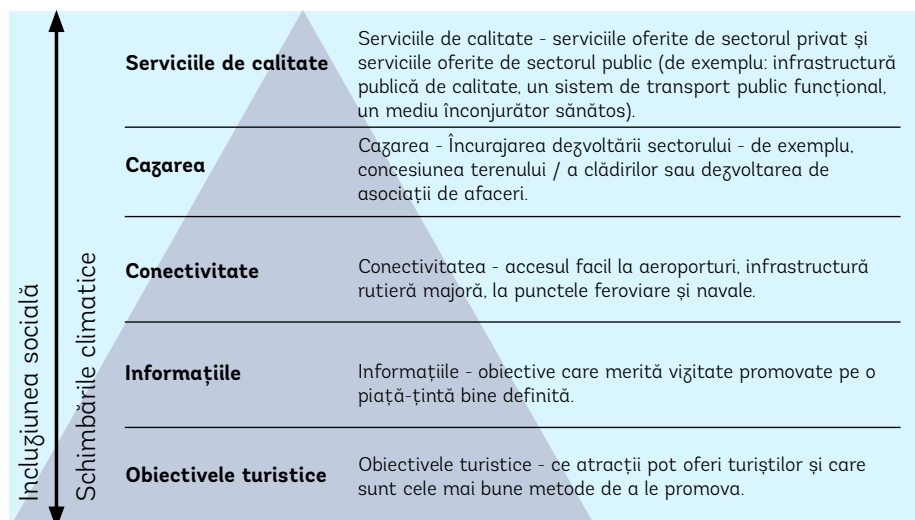 Serviciile de calitate
Serviciile de calitate - serviciile oferite de sectorul privat și
serviciile oferite de sectorul public (de exemplu: infrastructură
publică de calitate, un sistem de transport public funcțional,
un mediu înconjurător sănătos).
Cazarea
Cazarea - Încurajarea dezvoltării sectorului - de exemplu,
concesiunea terenului / a clădirilor sau dezvoltarea de
asociații de afaceri.
Conectivitate
Conectivitatea - accesul facil la aeroporturi, infrastructură
rutieră majoră, la punctele feroviare și navale.
Informațiile
Informațiile - obiective care merită vizitate promovate pe o
piață-țintă bine definită.
Obiectivele turistice
Obiectivele turistice - ce atracții pot oferi turiștilor și care
sunt cele mai bune metode de a le promova.
Incluziunea socială
Schimbările climatice